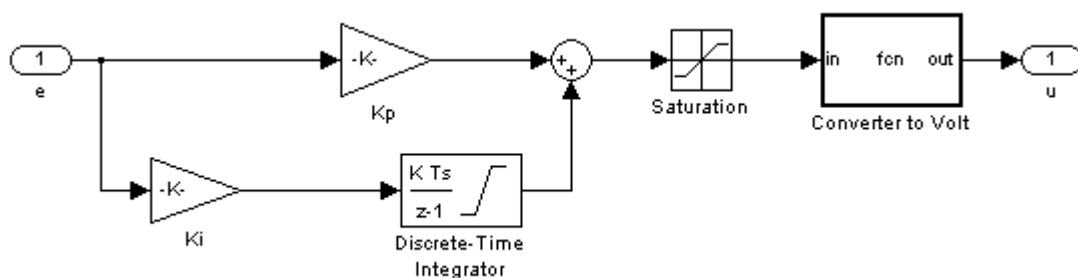 1
e
-K-
Kp
-K-
Ki
K Ts
z-1
Discrete-Time
Integrator
++
Saturation
in fcn out
Converter to Volt
1
u